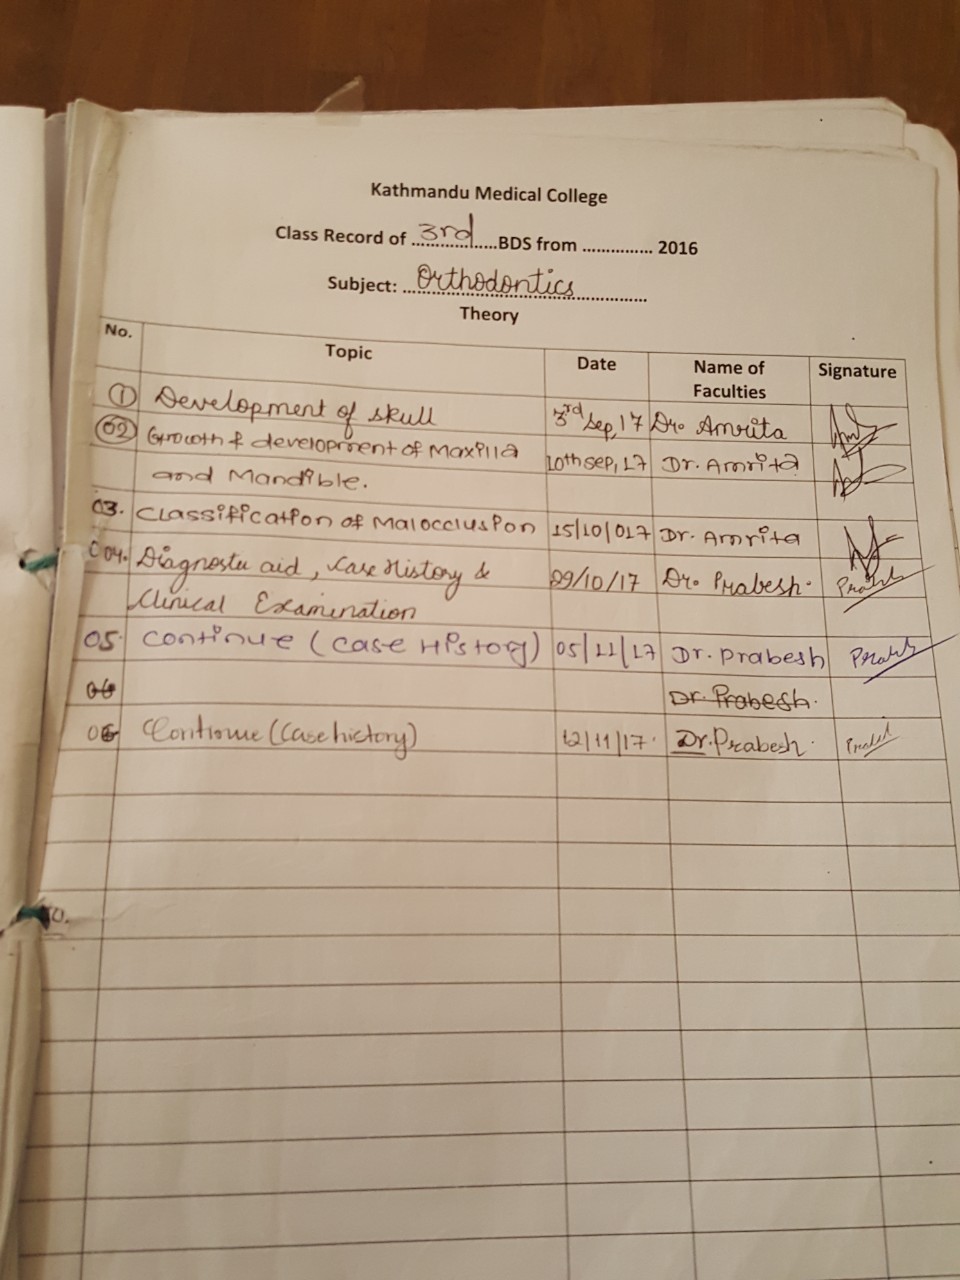 Kathmandu Medical College
Class Record of ...3rd.....BDS from ............... 2016
Subject: ...Orthodontics...............
Theory
No. Topic Date Name of Faculties Signature
① Development of skull 3rd Sep, 17 Dr. Amrita
02 Growth & development of Maxilla 10th sep, 17 Dr. Amrita
and Mandible.
03. Classification of Malocclusion 15/10/017 Dr. Amrita
04. Diagnostic aid, Case History & 29/10/17 Dr. Prabesh. Prabesh
Clinical Examination
05. Continue (Case History) 05/11/17 Dr. Prabesh Prabesh
06 Dr. Prabesh.
06 Continue (Case history) 12/11/17. Dr. Prabesh. Prabesh